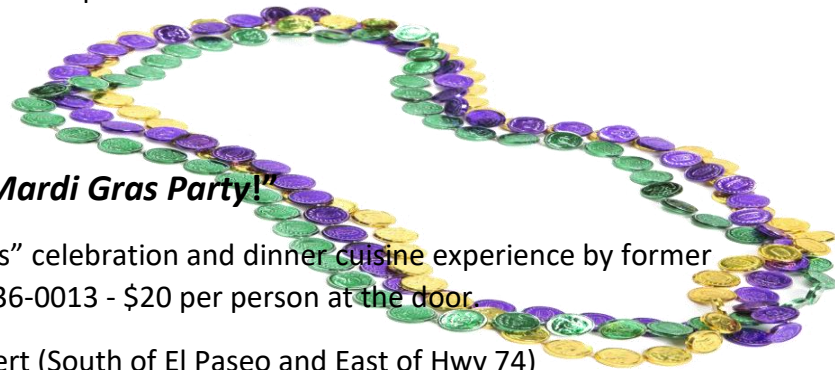 Mardi Gras Party!”
s” celebration and dinner cuisine experience by former
36-0013 - $20 per person at the door.
ert (South of El Paseo and East of Hwy 74)